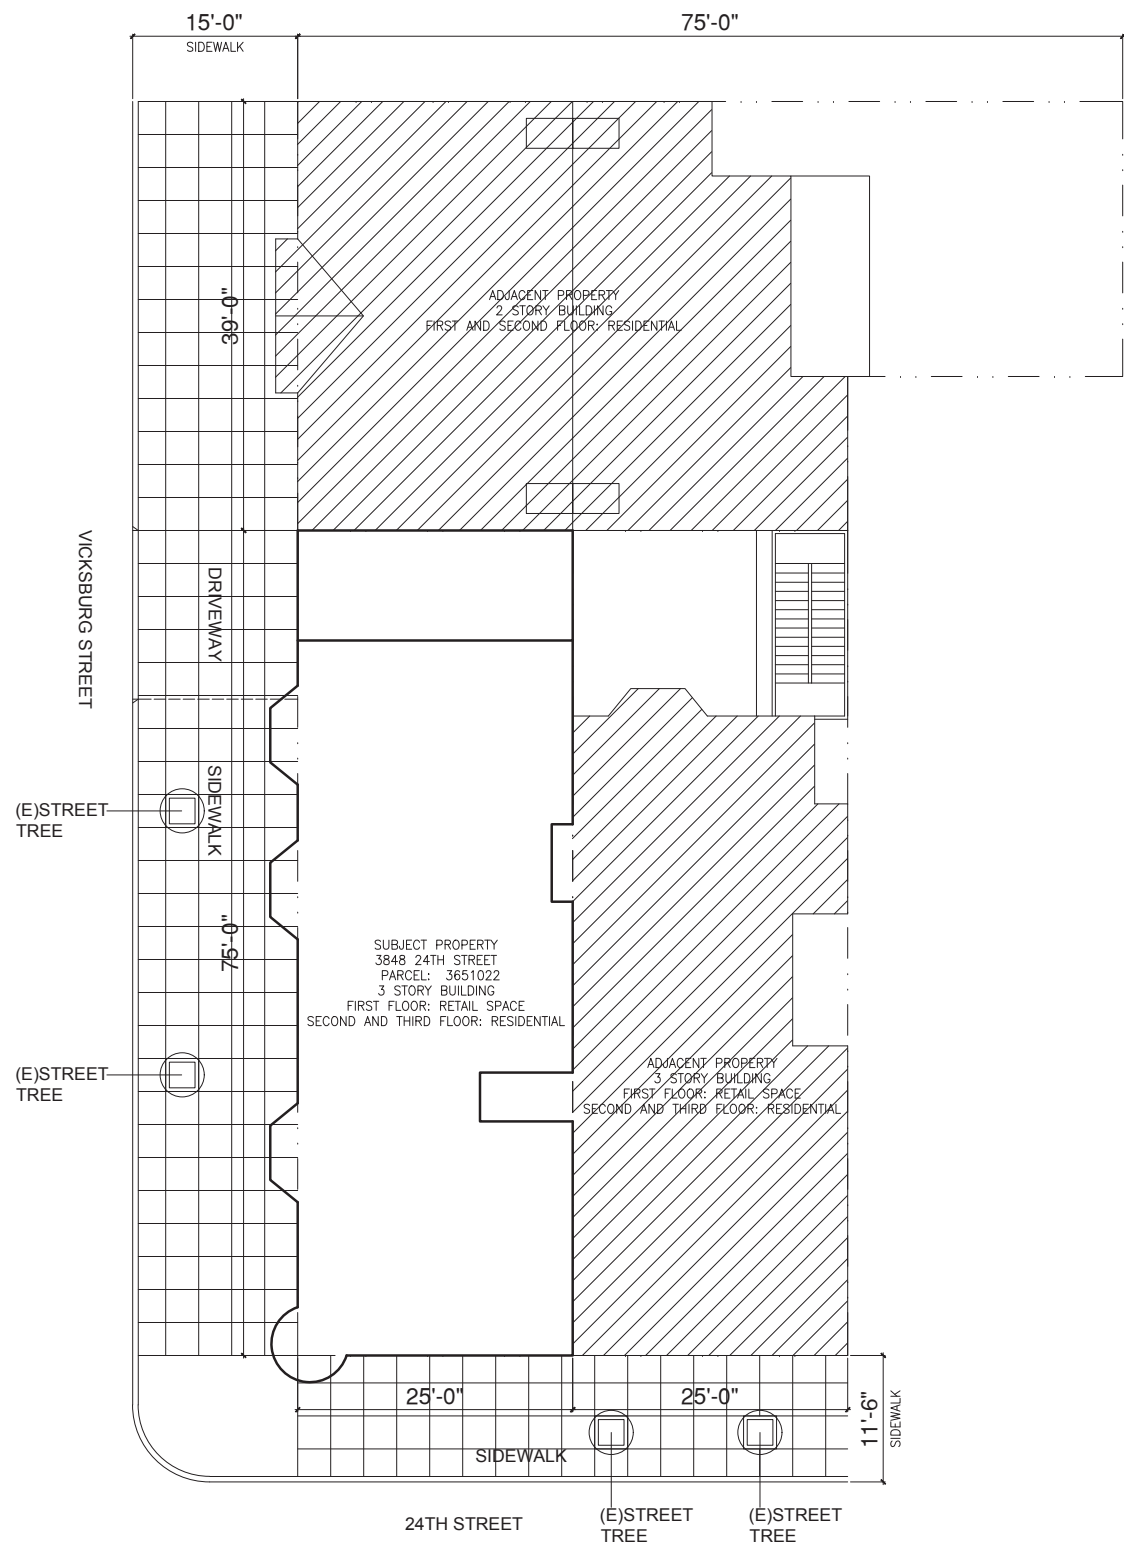 15'-0"
75'-0"
SIDEWALK
39'-0"
ADJACENT PROPERTY
2 STORY BUILDING
FIRST AND SECOND FLOOR: RESIDENTIAL
VICKSBURG STREET
DRIVEWAY
SIDEWALK
(E)STREET
TREE
75'-0"
SUBJECT PROPERTY
3848 24TH STREET
PARCEL: 3651022
3 STORY BUILDING
FIRST FLOOR: RETAIL SPACE
SECOND AND THIRD FLOOR: RESIDENTIAL
(E)STREET
TREE
ADJACENT PROPERTY
3 STORY BUILDING
FIRST FLOOR: RETAIL SPACE
SECOND AND THIRD FLOOR: RESIDENTIAL
25'-0"
25'-0"
11'-6"
SIDEWALK
SIDEWALK
24TH STREET
(E)STREET
TREE
(E)STREET
TREE